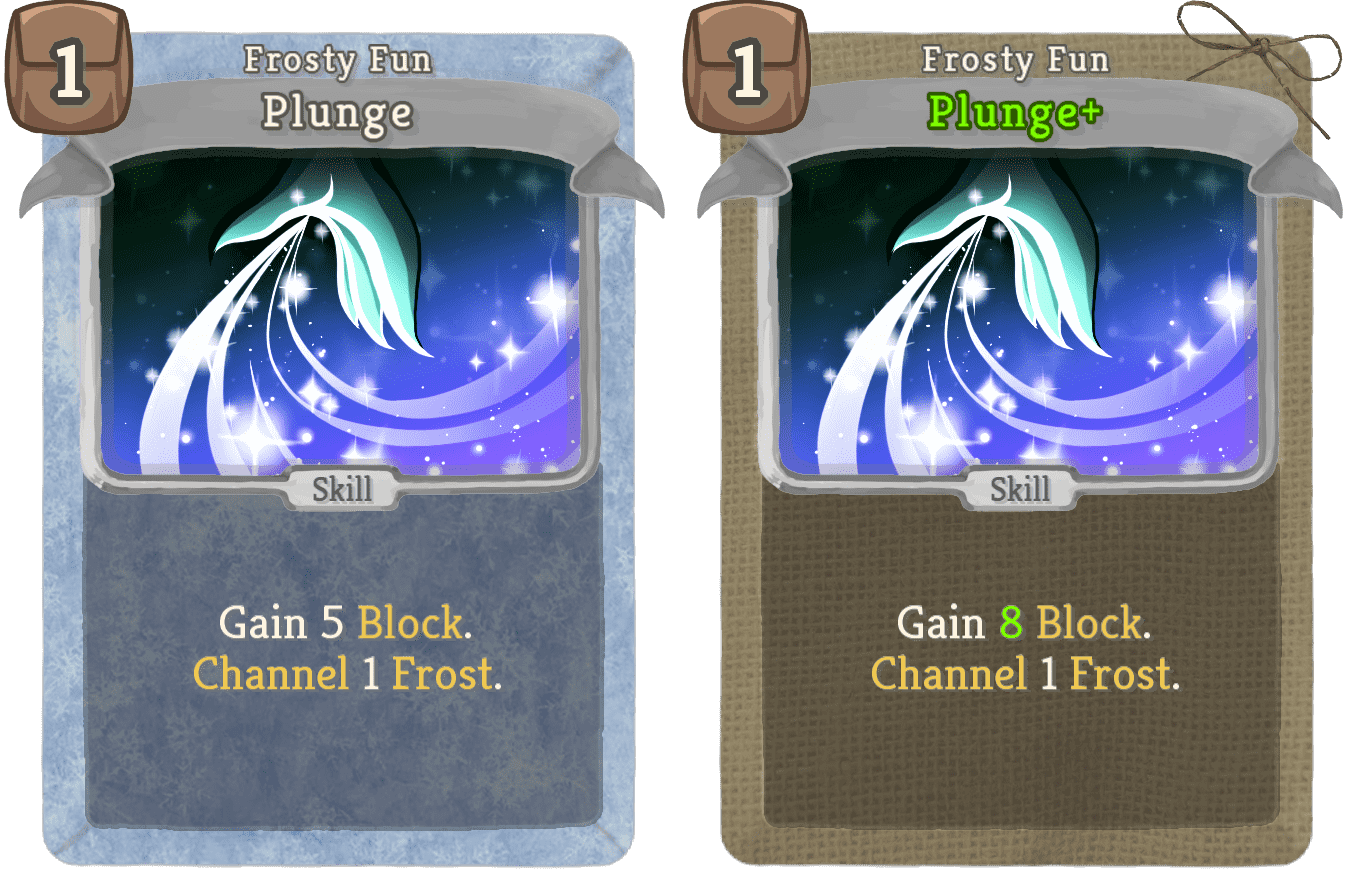 1
Frosty Fun
Plunge
Skill
Gain 5 Block.
Channel 1 Frost.
1
Frosty Fun
Plunge+
Skill
Gain 8 Block.
Channel 1 Frost.